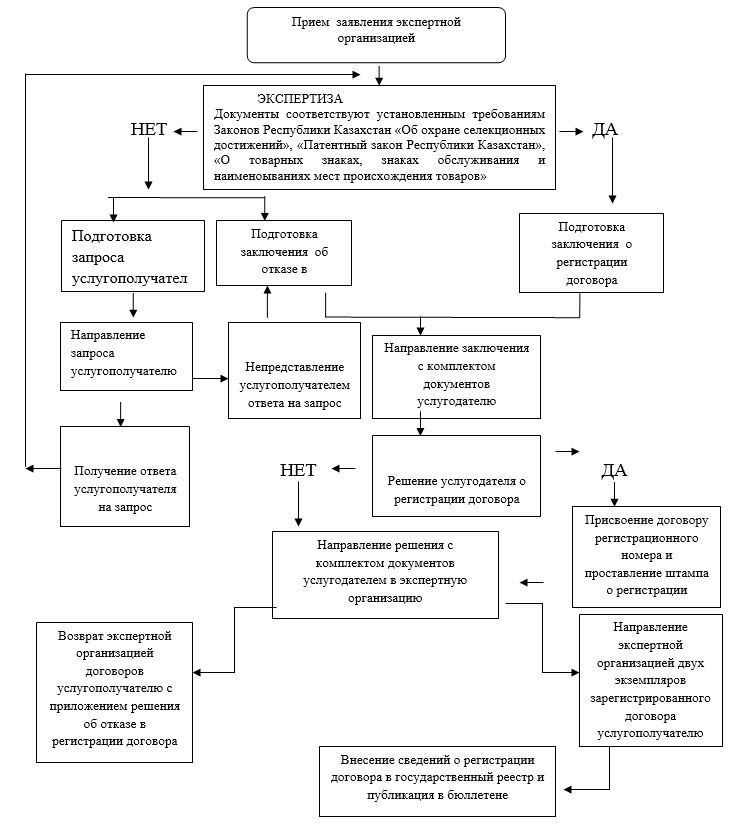 Прием заявления экспертной
организацией
ЭКСПЕРТИЗА
Документы соответствуют установленным требованиям
Законов Республики Казахстан «Об охране селекционных
достижений», «Патентный закон Республики Казахстан»,
«О товарных знаках, знаках обслуживания и
наименоываниях мест происхождения товаров»
НЕТ
ДА
Подготовка
запроса
услугополучател
Подготовка
заключения об
отказе в
Подготовка
заключения о
регистрации
договора
Направление
запроса
услугополучателю
Непредставление
услугополучателем
ответа на запрос
Направление заключения
с комплектом
документов
услугодателю
Получение ответа
услугополучателя
на запрос
НЕТ
Решение услугодателя о
регистрации договора
ДА
Присвоение договору
регистрационного
номера и
проставление штампа
о регистрации
Направление решения с
комплектом документов
услугодателем в экспертную
организацию
Возврат экспертной
организацией
договоров
услугополучателю с
приложением решения
об отказе в
регистрации договора
Направление
экспертной
организацией двух
экземпляров
зарегистрированного
договора
услугополучателю
Внесение сведений о регистрации
договора в государственный реестр и
публикация в бюллетене